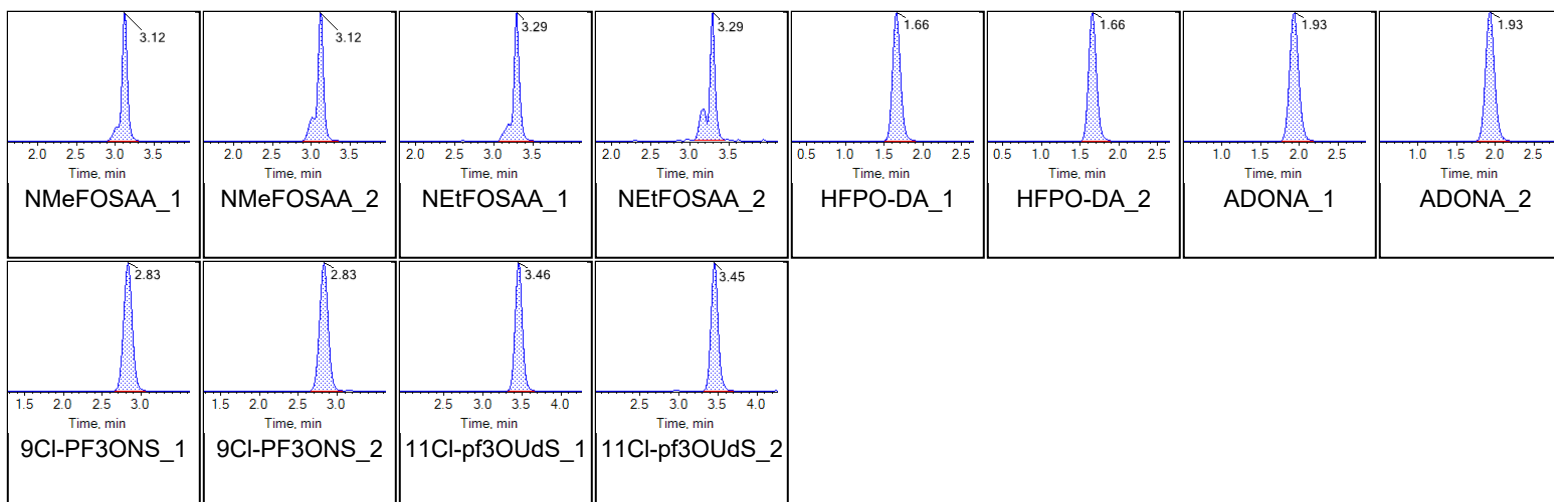 3.12 3.12 3.29 3.29 1.66 1.66 1.93 1.93
2.0 2.5 3.0 3.5 2.0 2.5 3.0 3.5 2.0 2.5 3.0 3.5 2.0 2.5 3.0 3.5 0.5 1.0 1.5 2.0 2.5 0.5 1.0 1.5 2.0 2.5 1.0 1.5 2.0 2.5 1.0 1.5 2.0 2.5
Time, min Time, min Time, min Time, min Time, min Time, min Time, min Time, min
NMeFOSAA_1 NMeFOSAA_2 NEtFOSAA_1 NEtFOSAA_2 HFPO-DA_1 HFPO-DA_2 ADONA_1 ADONA_2
2.83 2.83 3.46 3.45
1.5 2.0 2.5 3.0 1.5 2.0 2.5 3.0 2.5 3.0 3.5 4.0 2.5 3.0 3.5 4.0
Time, min Time, min Time, min Time, min
9Cl-PF3ONS_1 9Cl-PF3ONS_2 11Cl-pf3OUdS_1 11Cl-pf3OUdS_2